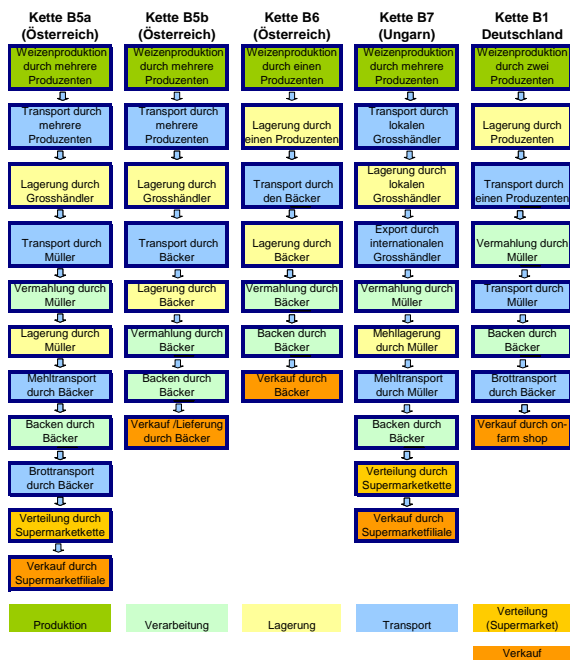 Kette B5a
(Österreich)
Weizenproduktion
durch mehrere
Produzenten
Transport durch
mehrere
Produzenten
Lagerung durch
Grosshändler
Transport durch
Müller
Vermahlung durch
Müller
Lagerung durch
Müller
Mehltransport
durch Bäcker
Backen durch
Bäcker
Brottransport
durch Bäcker
Verteilung durch
Supermarketkette
Verkauf durch
Supermarketfiliale
Kette B5b
(Österreich)
Weizenproduktion
durch mehrere
Produzenten
Transport durch
mehrere
Produzenten
Lagerung durch
Grosshändler
Transport durch
Bäcker
Lagerung durch
Bäcker
Vermahlung durch
Bäcker
Backen durch
Bäcker
Verkauf /Lieferung
durch Bäcker
Kette B6
(Österreich)
Weizenproduktion
durch einen
Produzenten
Lagerung durch
einen Produzenten
Transport durch
den Bäcker
Lagerung durch
Bäcker
Vermahlung durch
Bäcker
Backen durch
Bäcker
Verkauf durch
Bäcker
Kette B7
(Ungarn)
Weizenproduktion
durch mehrere
Produzenten
Transport durch
lokalen
Grosshändler
Lagerung durch
lokalen
Grosshändler
Export durch
internationalen
Grosshändler
Vermahlung durch
Müller
Mehllagerung
durch Müller
Mehltransport
durch Müller
Backen durch
Bäcker
Verteilung durch
Supermarketkette
Verkauf durch
Supermarketfiliale
Kette B1
Deutschland
Weizenproduktion
durch zwei
Produzenten
Lagerung durch
Produzenten
Transport durch
einen Produzenten
Vermahlung durch
Müller
Transport durch
Müller
Backen durch
Bäcker
Brottransport
durch Bäcker
Verkauf durch on-
farm shop
Produktion
Verarbeitung
Lagerung
Transport
Verteilung
(Supermarket)
Verkauf